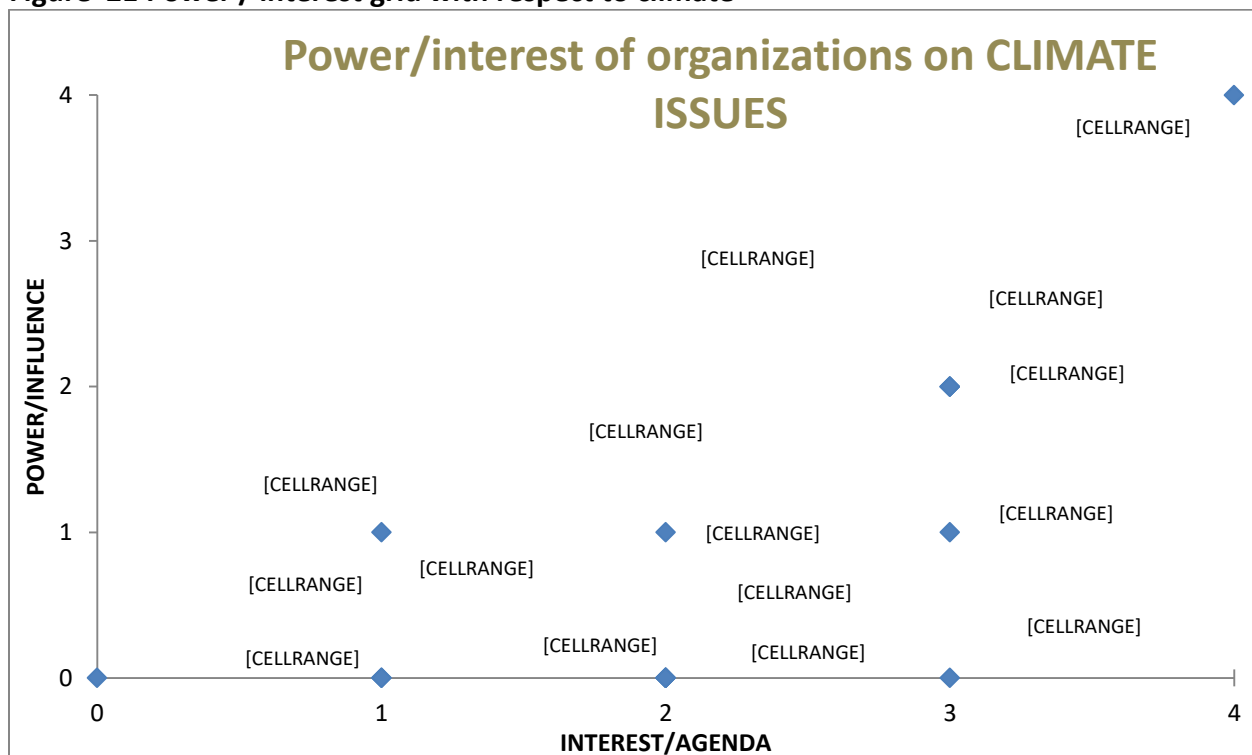 Power/interest of organizations on CLIMATE
ISSUES
4
[CELLRANGE]
3
[CELLRANGE]
[CELLRANGE]
POWER/INFLUENCE
2
[CELLRANGE]
[CELLRANGE]
[CELLRANGE]
1
[CELLRANGE]
[CELLRANGE]
[CELLRANGE]
[CELLRANGE]
[CELLRANGE]
[CELLRANGE]
[CELLRANGE]
[CELLRANGE]
[CELLRANGE]
0
0 1 2 3 4
INTEREST/AGENDA